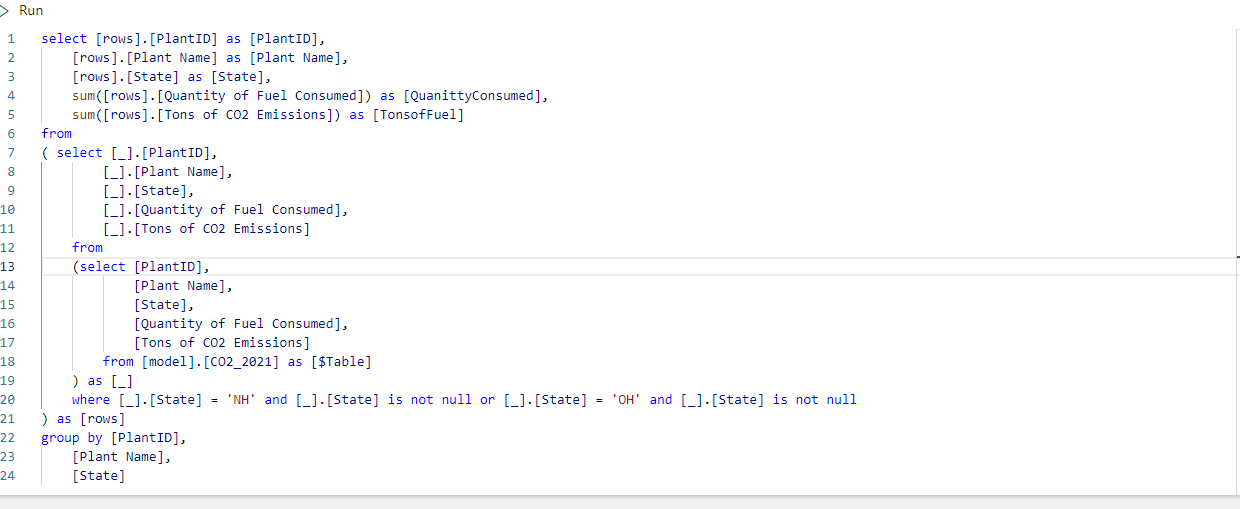 Run
1 select [rows].[PlantID] as [PlantID],
2 [rows].[Plant Name] as [Plant Name],
3 [rows].[State] as [State],
4 sum([rows].[Quantity of Fuel Consumed]) as [QuanittyConsumed],
5 sum([rows].[Tons of CO2 Emissions]) as [TonsofFuel]
6 from
7 ( select [_].[PlantID],
8 [_].[Plant Name],
9 [_].[State],
10 [_].[Quantity of Fuel Consumed],
11 [_].[Tons of CO2 Emissions]
12 from
13 (select [PlantID],
14 [Plant Name],
15 [State],
16 [Quantity of Fuel Consumed],
17 [Tons of CO2 Emissions]
18 from [model].[CO2_2021] as [$Table]
19 ) as [_]
20 where [_].[State] = 'NH' and [_].[State] is not null or [_].[State] = 'OH' and [_].[State] is not null
21 ) as [rows]
22 group by [PlantID],
23 [Plant Name],
24 [State]